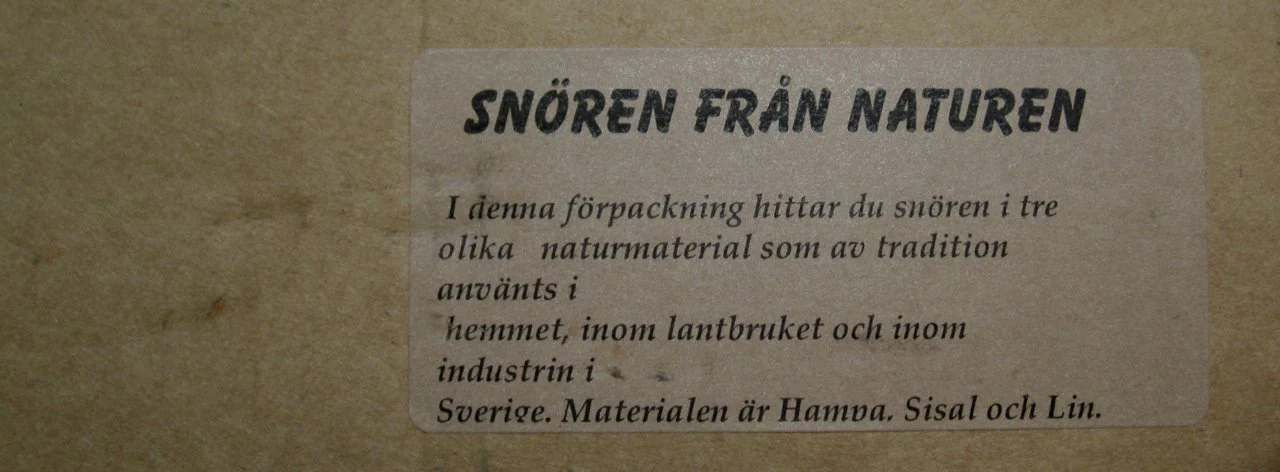 SNÖREN FRÅN NATUREN
I denna förpackning hittar du snören i tre
olika naturmaterial som av tradition
använts i
hemmet, inom lantbruket och inom
industrin i
Sverige. Materialen är Hampa. Sisal och Lin.